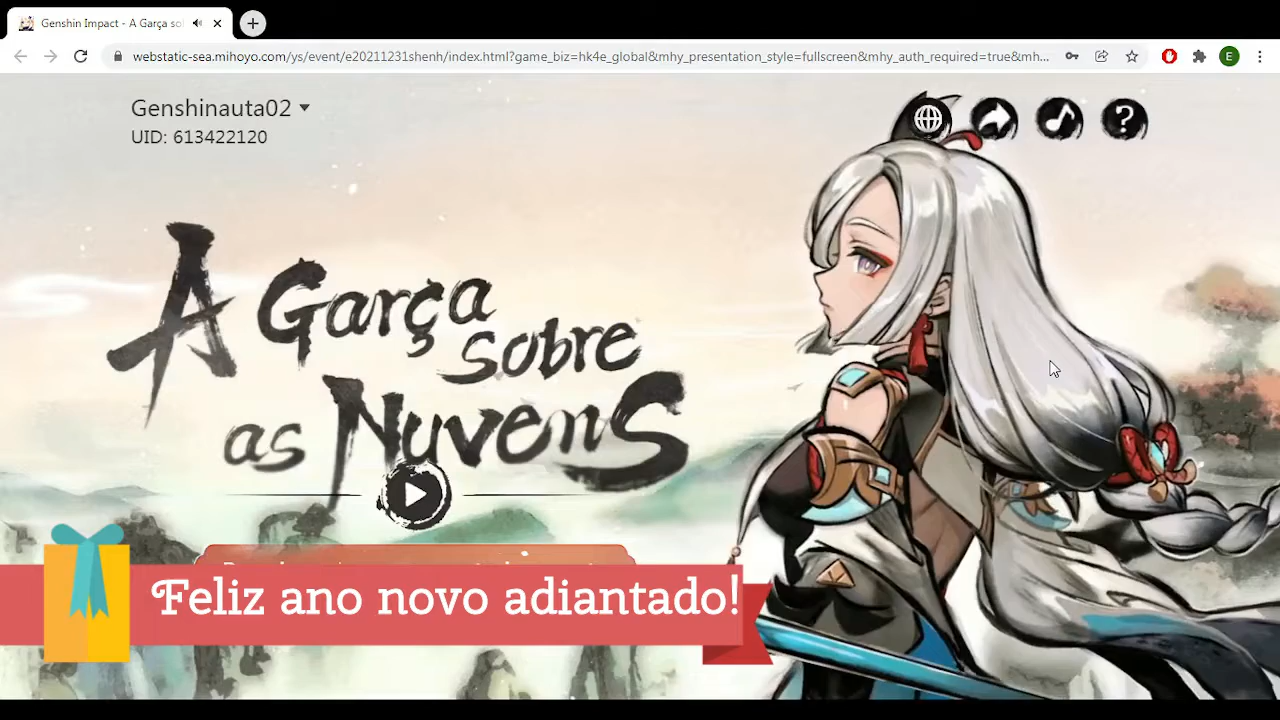 Genshin Impact - A Garça so
webstatic-sea.mihoyo.com/ys/event/e20211231shenh/index.html?game_biz=hk4e_global&mhy_presentation_style=fullscreen&mhy_auth_required=true&mh...
E
Genshinauta02
UID: 613422120
A Garça
sobre
as Nuvens
Feliz ano novo adiantado!